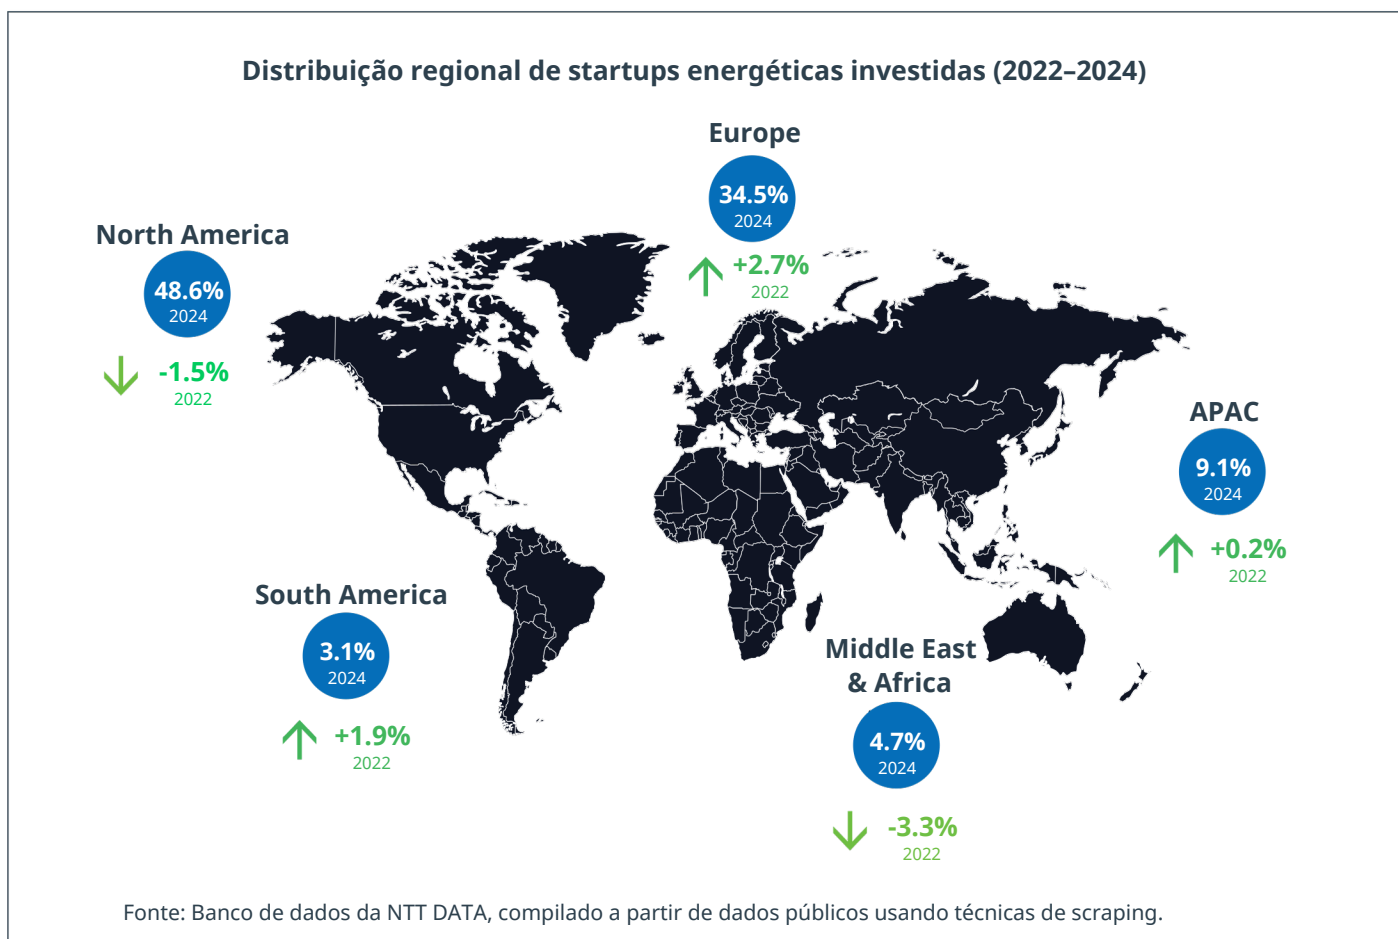 Distribuição regional de startups energéticas investidas (2022–2024)
Europe
34.5%
2024
+2.7%
2022
North America
48.6%
2024
-1.5%
2022
APAC
9.1%
2024
+0.2%
2022
South America
3.1%
2024
+1.9%
2022
Middle East
& Africa
4.7%
2024
-3.3%
2022
Fonte: Banco de dados da NTT DATA, compilado a partir de dados públicos usando técnicas de scraping.